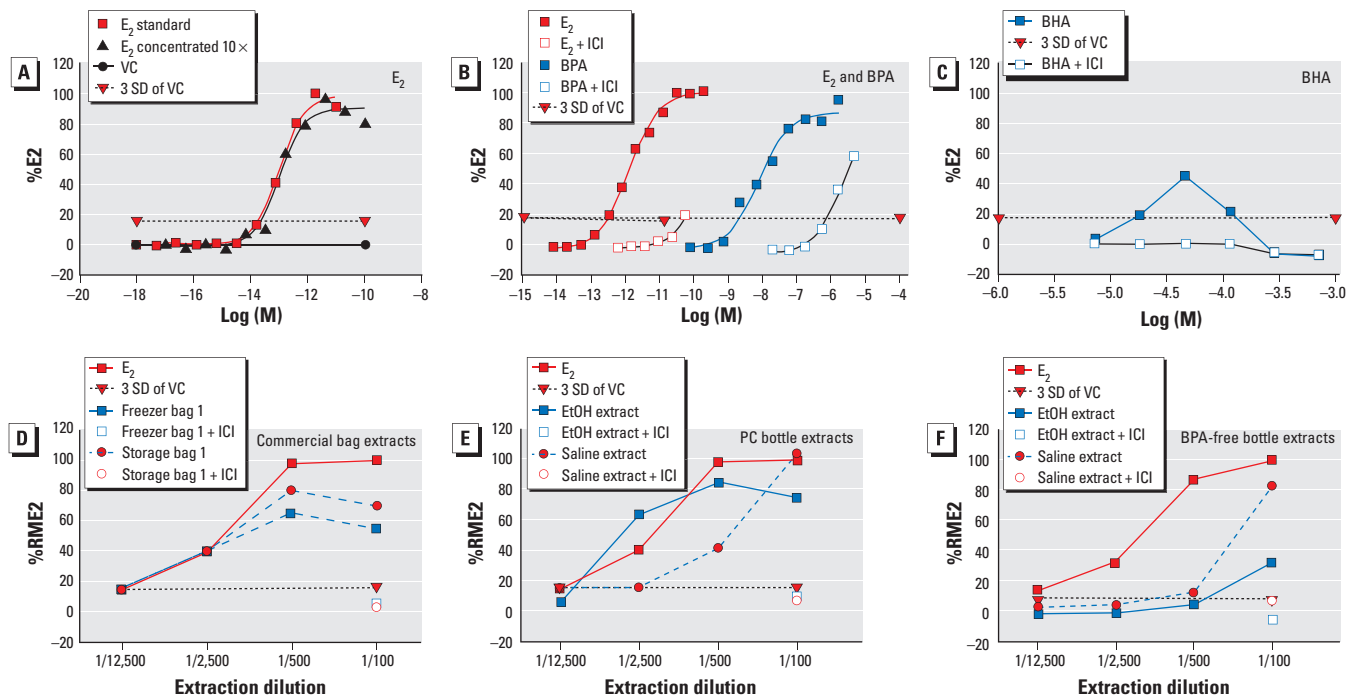 E2 standard
E2 concentrated 10 ×
VC
3 SD of VC
A
E2
%E2
120
100
80
60
40
20
0
–20
–20 –18 –16 –14 –12 –10 –8
Log (M)
E2
E2 + ICI
BPA
BPA + ICI
3 SD of VC
B
E2 and BPA
%E2
120
100
80
60
40
20
0
–20
–15 –14 –13 –12 –11 –10 –9 –8 –7 –6 –5 –4
Log (M)
BHA
3 SD of VC
BHA + ICI
C
BHA
%E2
120
100
80
60
40
20
0
–20
–6.0 –5.5 –5.0 –4.5 –4.0 –3.5 –3.0
Log (M)
E2
3 SD of VC
Freezer bag 1
Freezer bag 1 + ICI
Storage bag 1
Storage bag 1 + ICI
D
Commercial bag extracts
%RME2
120
100
80
60
40
20
0
–20
1/12,500 1/2,500 1/500 1/100
Extraction dilution
E2
3 SD of VC
EtOH extract
EtOH extract + ICI
Saline extract
Saline extract + ICI
E
PC bottle extracts
%RME2
120
100
80
60
40
20
0
–20
1/12,500 1/2,500 1/500 1/100
Extraction dilution
E2
3 SD of VC
EtOH extract
EtOH extract + ICI
Saline extract
Saline extract + ICI
F
BPA-free bottle extracts
%RME2
120
100
80
60
40
20
0
–20
1/12,500 1/2,500 1/500 1/100
Extraction dilution